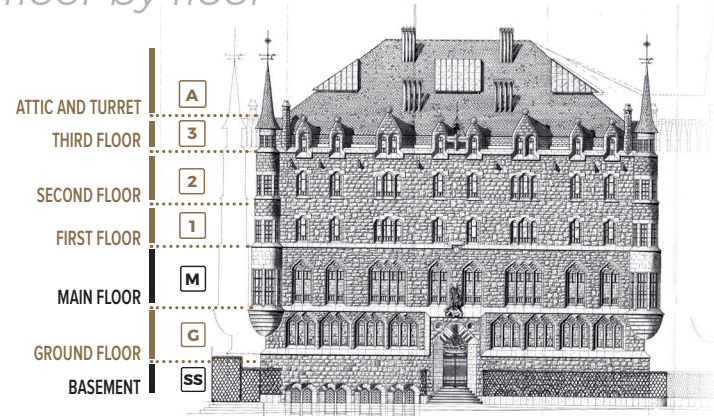 floor by floor
A
ATTIC AND TURRET
3
THIRD FLOOR
2
SECOND FLOOR
1
FIRST FLOOR
M
MAIN FLOOR
G
GROUND FLOOR
SS
BASEMENT